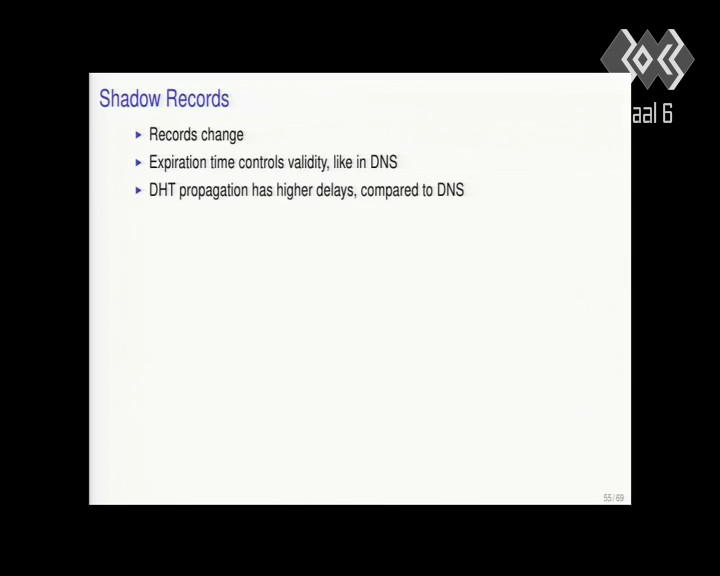 Shadow Records
Records change
Expiration time controls validity, like in DNS
DHT propagation has higher delays, compared to DNS
aal 6
55/69